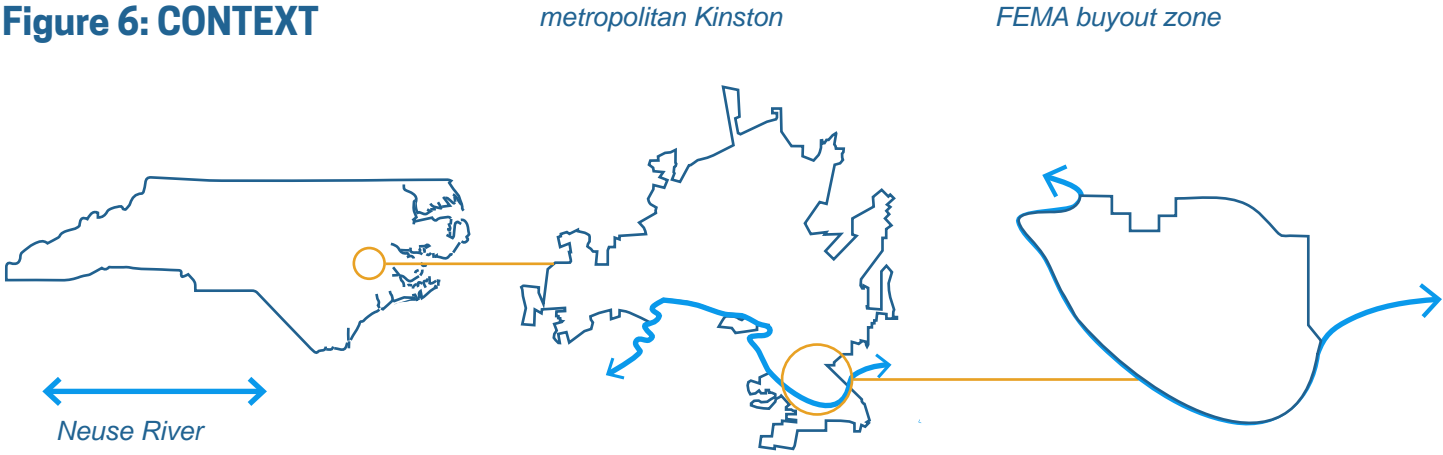 Figure 6: CONTEXT
metropolitan Kinston
FEMA buyout zone
Neuse River